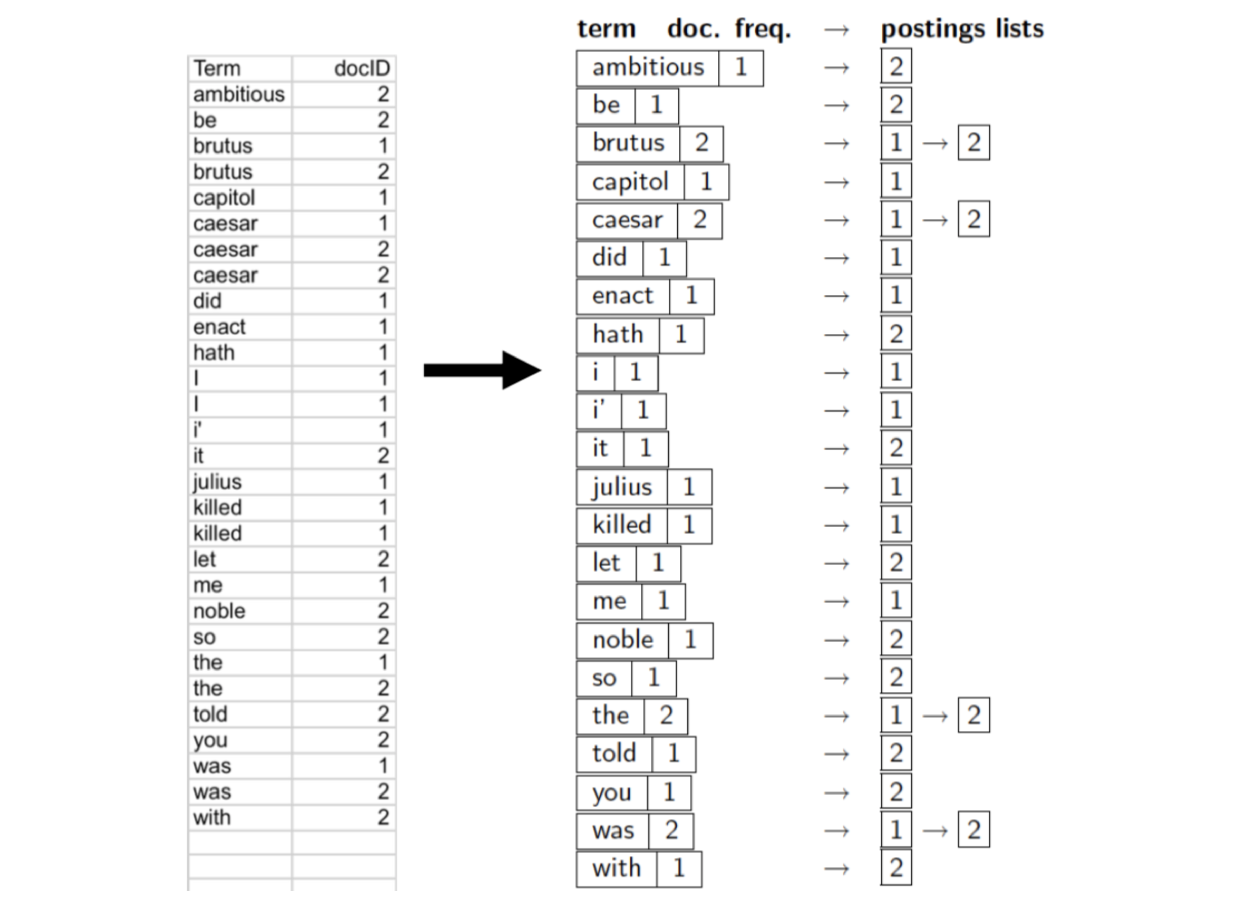 Term docID
ambitious 2
be 2
brutus 1
brutus 2
capitol 1
caesar 1
caesar 2
caesar 2
did 1
enact 1
hath 1
I 1
I 1
i' 1
it 2
julius 1
killed 1
killed 1
let 2
me 1
noble 2
so 2
the 1
the 2
told 2
you 2
was 1
was 2
with 2
term doc. freq. → postings lists
ambitious 1 → 2
be 1 → 2
brutus 2 → 1 → 2
capitol 1 → 1
caesar 2 → 1 → 2
did 1 → 1
enact 1 → 1
hath 1 → 2
i 1 → 1
i' 1 → 1
it 1 → 2
julius 1 → 1
killed 1 → 1
let 1 → 2
me 1 → 1
noble 1 → 2
so 1 → 2
the 2 → 1 → 2
told 1 → 2
you 1 → 2
was 2 → 1 → 2
with 1 → 2